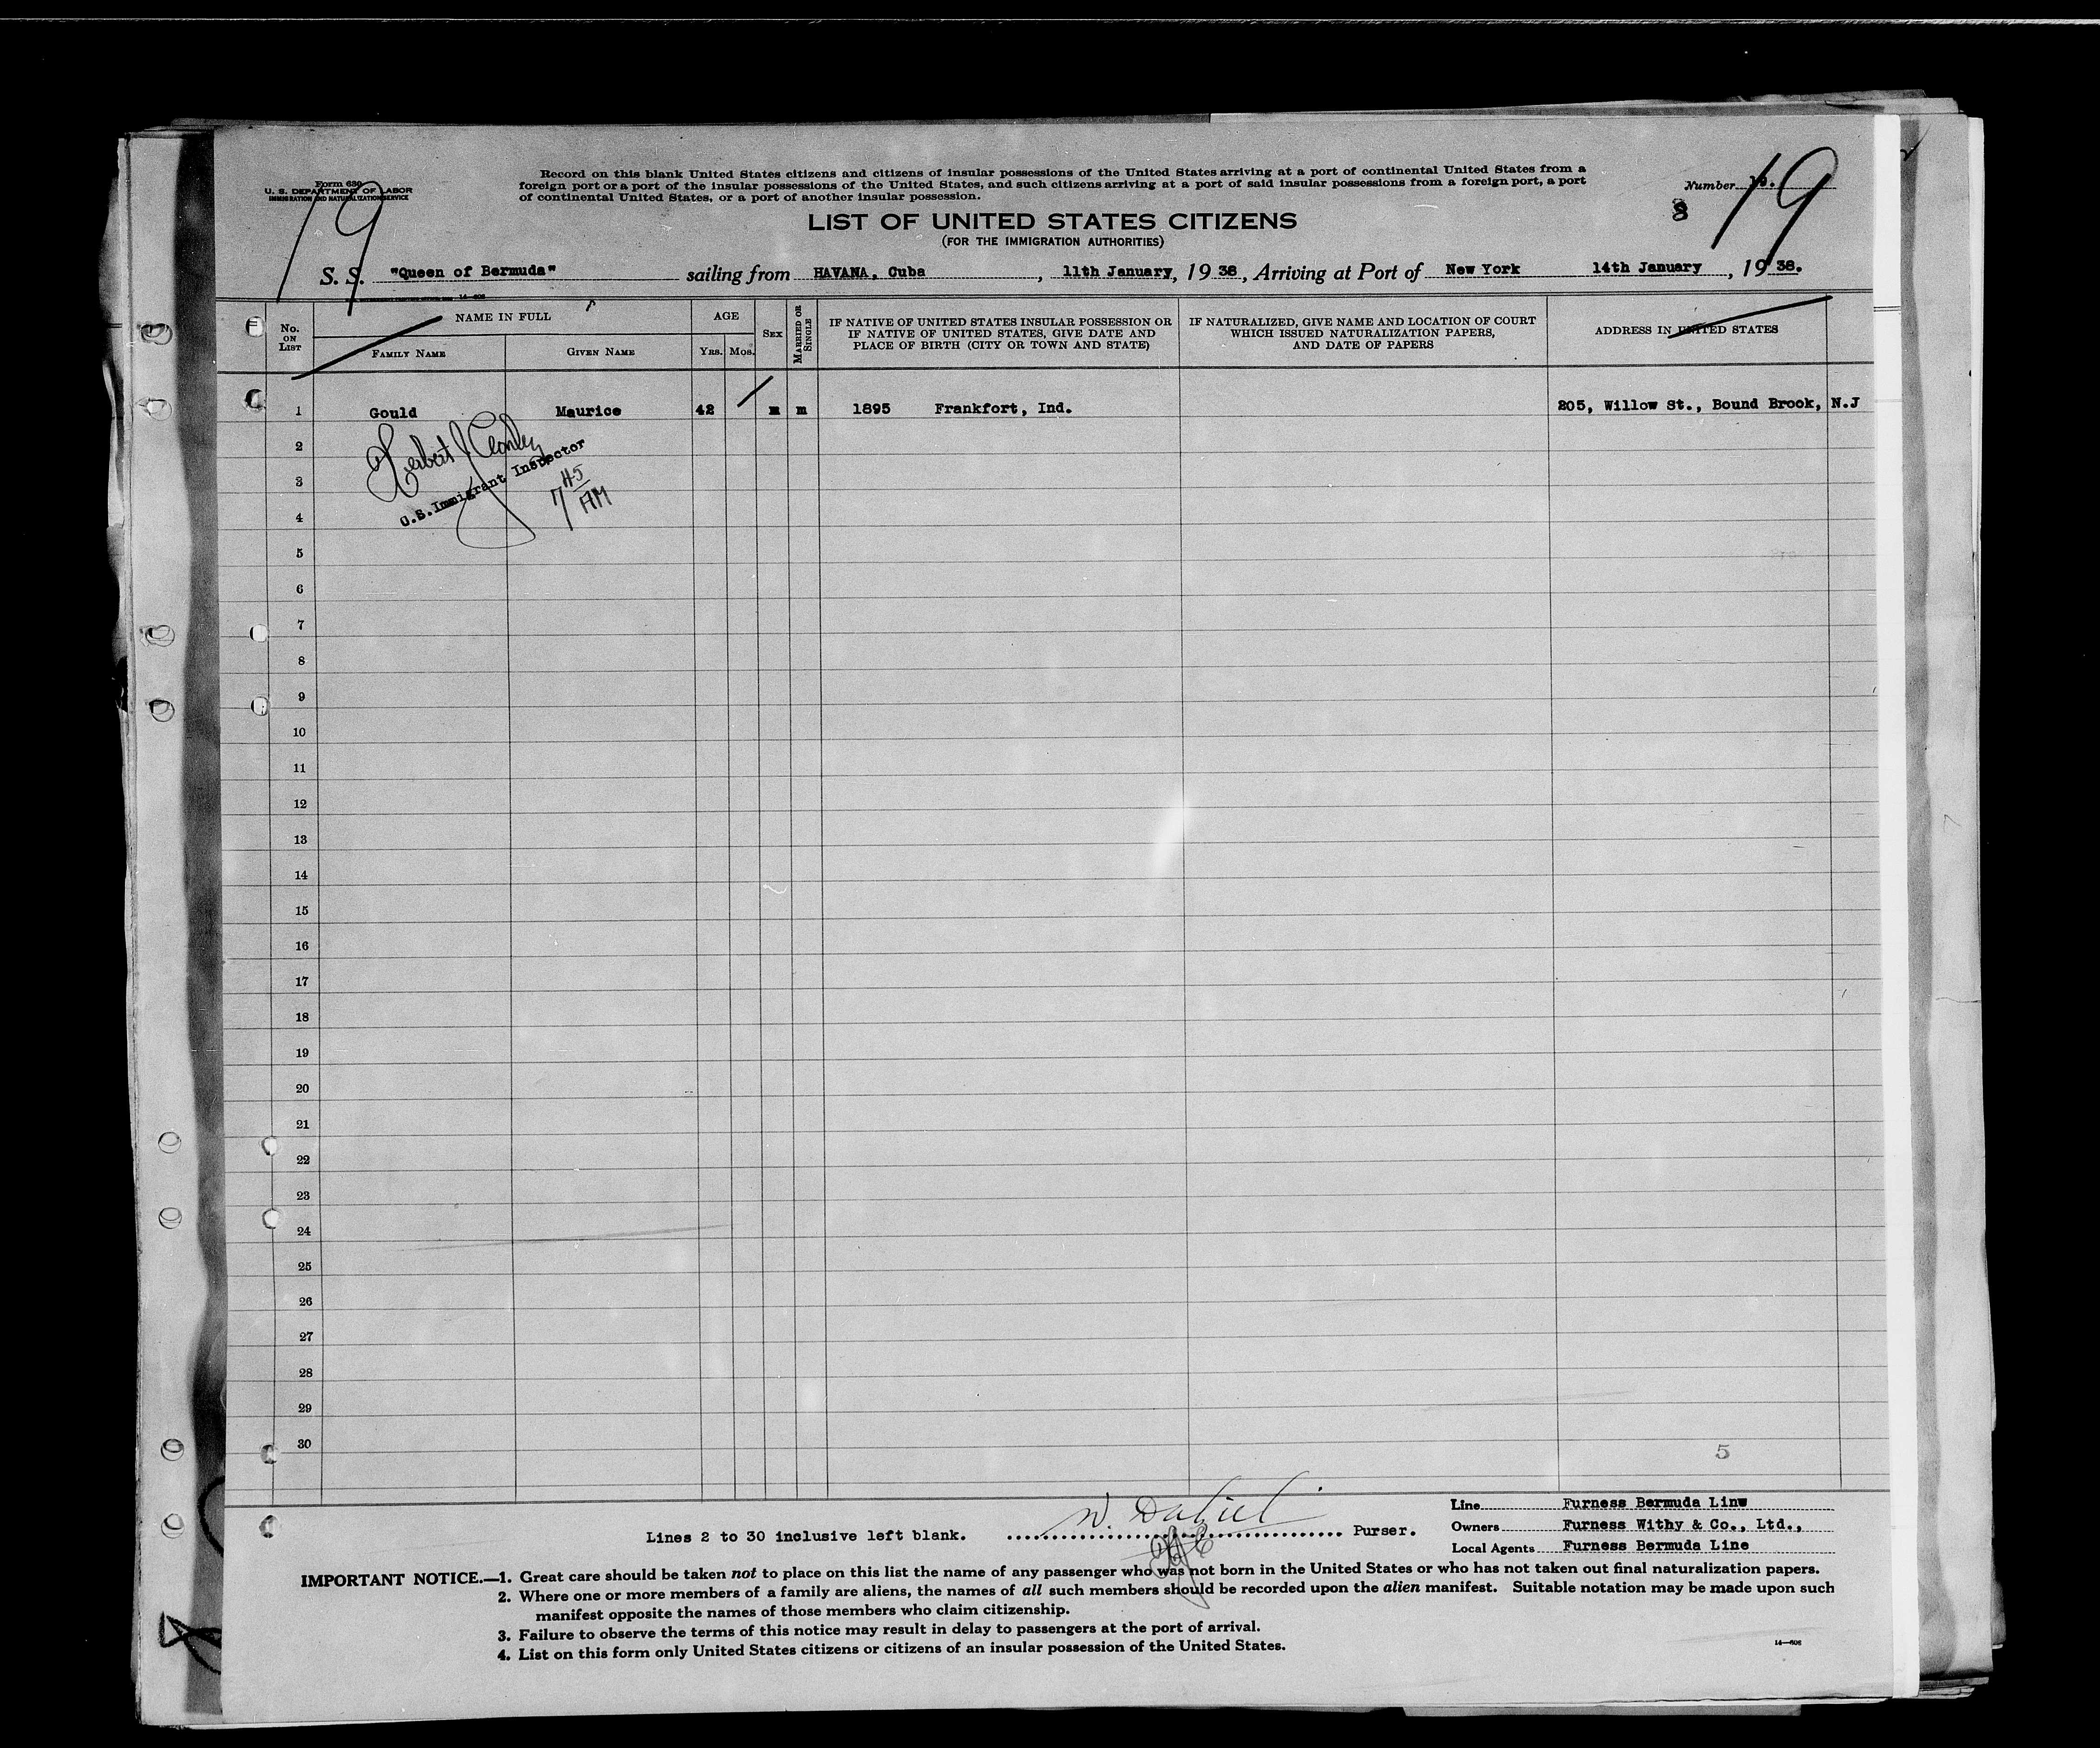 Form 630
U. S. DEPARTMENT OF LABOR
IMMIGRATION AND NATURALIZATION SERVICE
19
Record on this blank United States citizens and citizens of insular possessions of the United States arriving at a port of continental United States from a
foreign port or a port of the insular possessions of the United States, and such citizens arriving at a port of said insular possessions from a foreign port, a port
of continental United States, or a port of another insular possession.
Number 19.
8
19
LIST OF UNITED STATES CITIZENS
(FOR THE IMMIGRATION AUTHORITIES)
S. S. "Queen of Bermuda" sailing from HAVANA, Cuba, 11th January, 19 38, Arriving at Port of New York 14th January, 19 38.
No. ON LIST
NAME IN FULL
FAMILY NAME
GIVEN NAME
AGE
YRS. MOS.
SEX
MARRIED OR SINGLE
IF NATIVE OF UNITED STATES INSULAR POSSESSION OR
IF NATIVE OF UNITED STATES, GIVE DATE AND
PLACE OF BIRTH (CITY OR TOWN AND STATE)
IF NATURALIZED, GIVE NAME AND LOCATION OF COURT
WHICH ISSUED NATURALIZATION PAPERS,
AND DATE OF PAPERS
ADDRESS IN UNITED STATES
1 Gould Maurice 42 m m 1895 Frankfort, Ind. 205, Willow St., Bound Brook, N.J
2
U.S. Immigrant Inspector
7 45 AM
3
4
5
6
7
8
9
10
11
12
13
14
15
16
17
18
19
20
21
22
23
24
25
26
27
28
29
30
5
Lines 2 to 30 inclusive left blank.
W. Dalziel Purser.
Line Furness Bermuda Line
Owners Furness Withy & Co., Ltd.,
Local Agents Furness Bermuda Line
IMPORTANT NOTICE.—1. Great care should be taken not to place on this list the name of any passenger who was not born in the United States or who has not taken out final naturalization papers.
2. Where one or more members of a family are aliens, the names of all such members should be recorded upon the alien manifest. Suitable notation may be made upon such
manifest opposite the names of those members who claim citizenship.
3. Failure to observe the terms of this notice may result in delay to passengers at the port of arrival.
4. List on this form only United States citizens or citizens of an insular possession of the United States.
14—606